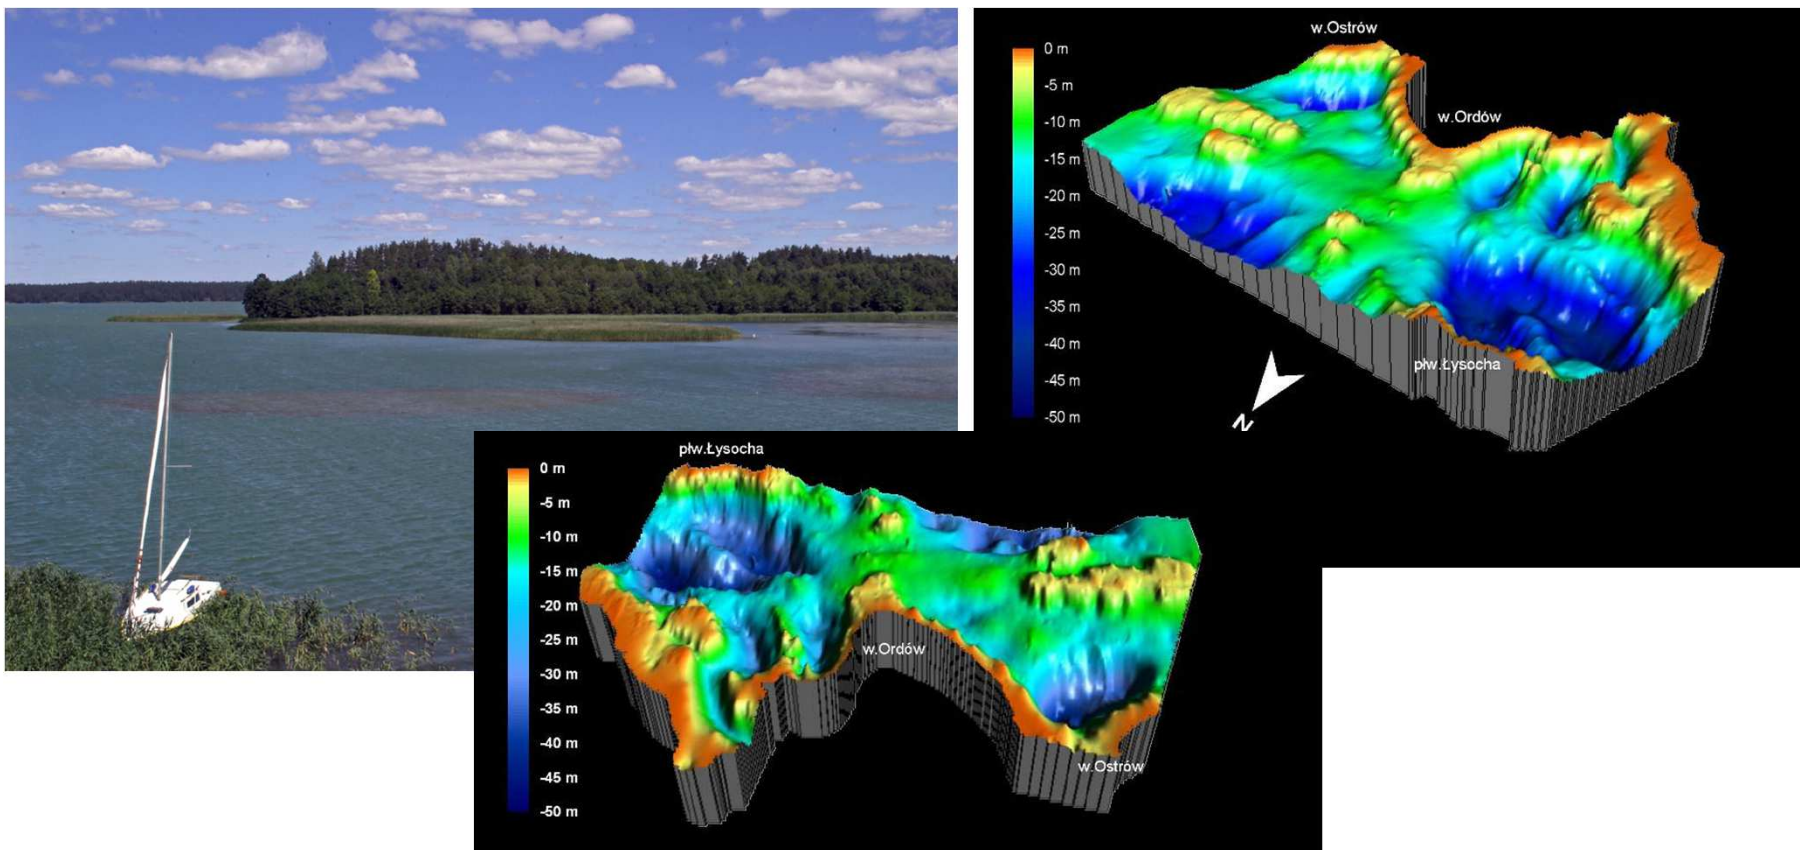 w.Ostrów
0 m
-5 m
-10 m
-15 m
-20 m
-25 m
-30 m
-35 m
-40 m
-45 m
-50 m
w.Ordów
płw.Łysocha
N
płw.Łysocha
0 m
-5 m
-10 m
-15 m
-20 m
-25 m
-30 m
-35 m
-40 m
-45 m
-50 m
w.Ordów
w.Ostrów